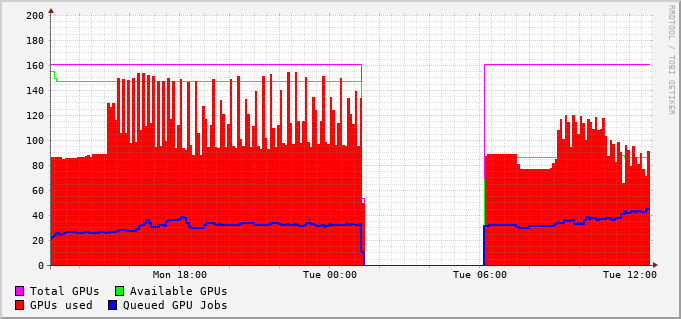 200
180
160
140
120
100
80
60
40
20
0
Mon 18:00 Tue 00:00 Tue 06:00 Tue 12:00
Total GPUs Available GPUs
GPUs used Queued GPU Jobs
RRDTOOL / TOBI OETIKER